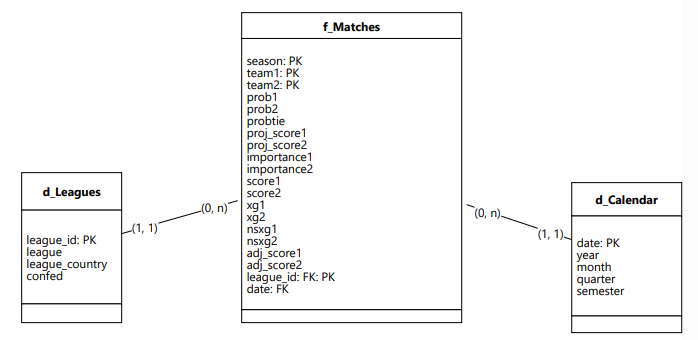 f_Matches
season: PK
team1: PK
team2: PK
prob1
prob2
probtie
proj_score1
proj_score2
importance1
importance2
score1
score2
xg1
xg2
nsxg1
nsxg2
adj_score1
adj_score2
league_id: FK: PK
date: FK
d_Leagues
league_id: PK
league
league_country
confed
(1, 1)
(0, n)
(0, n)
(1, 1)
d_Calendar
date: PK
year
month
quarter
semester